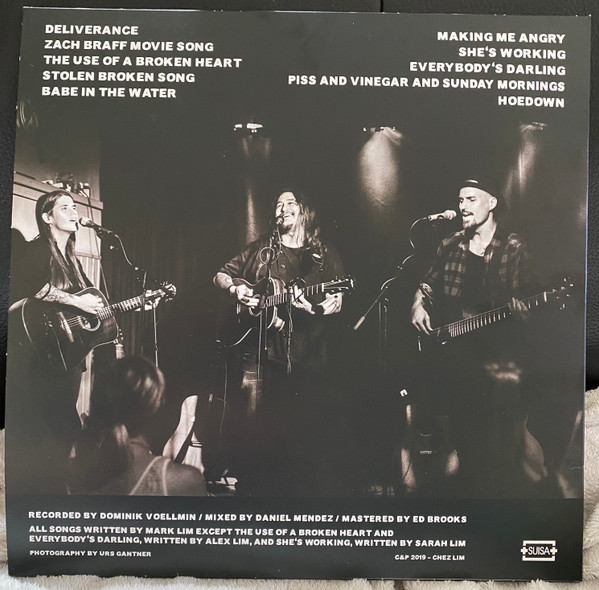 DELIVERANCE
ZACH BRAFF MOVIE SONG
THE USE OF A BROKEN HEART
STOLEN BROKEN SONG
BABE IN THE WATER
MAKING ME ANGRY
SHE'S WORKING
EVERYBODY'S DARLING
PISS AND VINEGAR AND SUNDAY MORNINGS
HOEDOWN
RECORDED BY DOMINIK VOELLMIN / MIXED BY DANIEL MENDEZ / MASTERED BY ED BROOKS
ALL SONGS WRITTEN BY MARK LIM EXCEPT THE USE OF A BROKEN HEART AND
EVERYBODY'S DARLING, WRITTEN BY ALEX LIM, AND SHE'S WORKING, WRITTEN BY SARAH LIM
PHOTOGRAPHY BY URS GANTNER
C&P 2019 – CHEZ LIM
SUISA